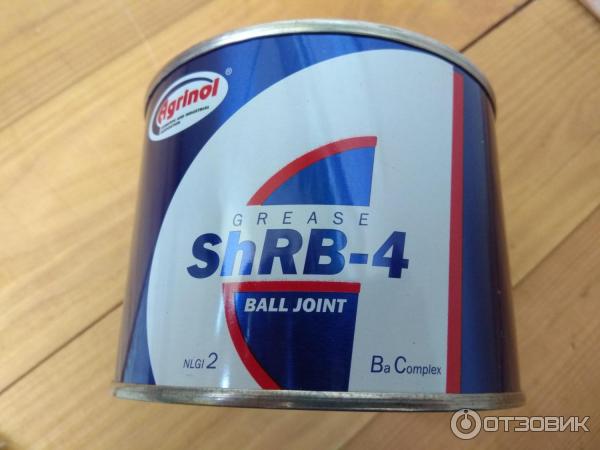 Agrinol
®
GREASE
ShRB-4
BALL JOINT
NLGI 2
Ba Complex
ОТЗОВИК